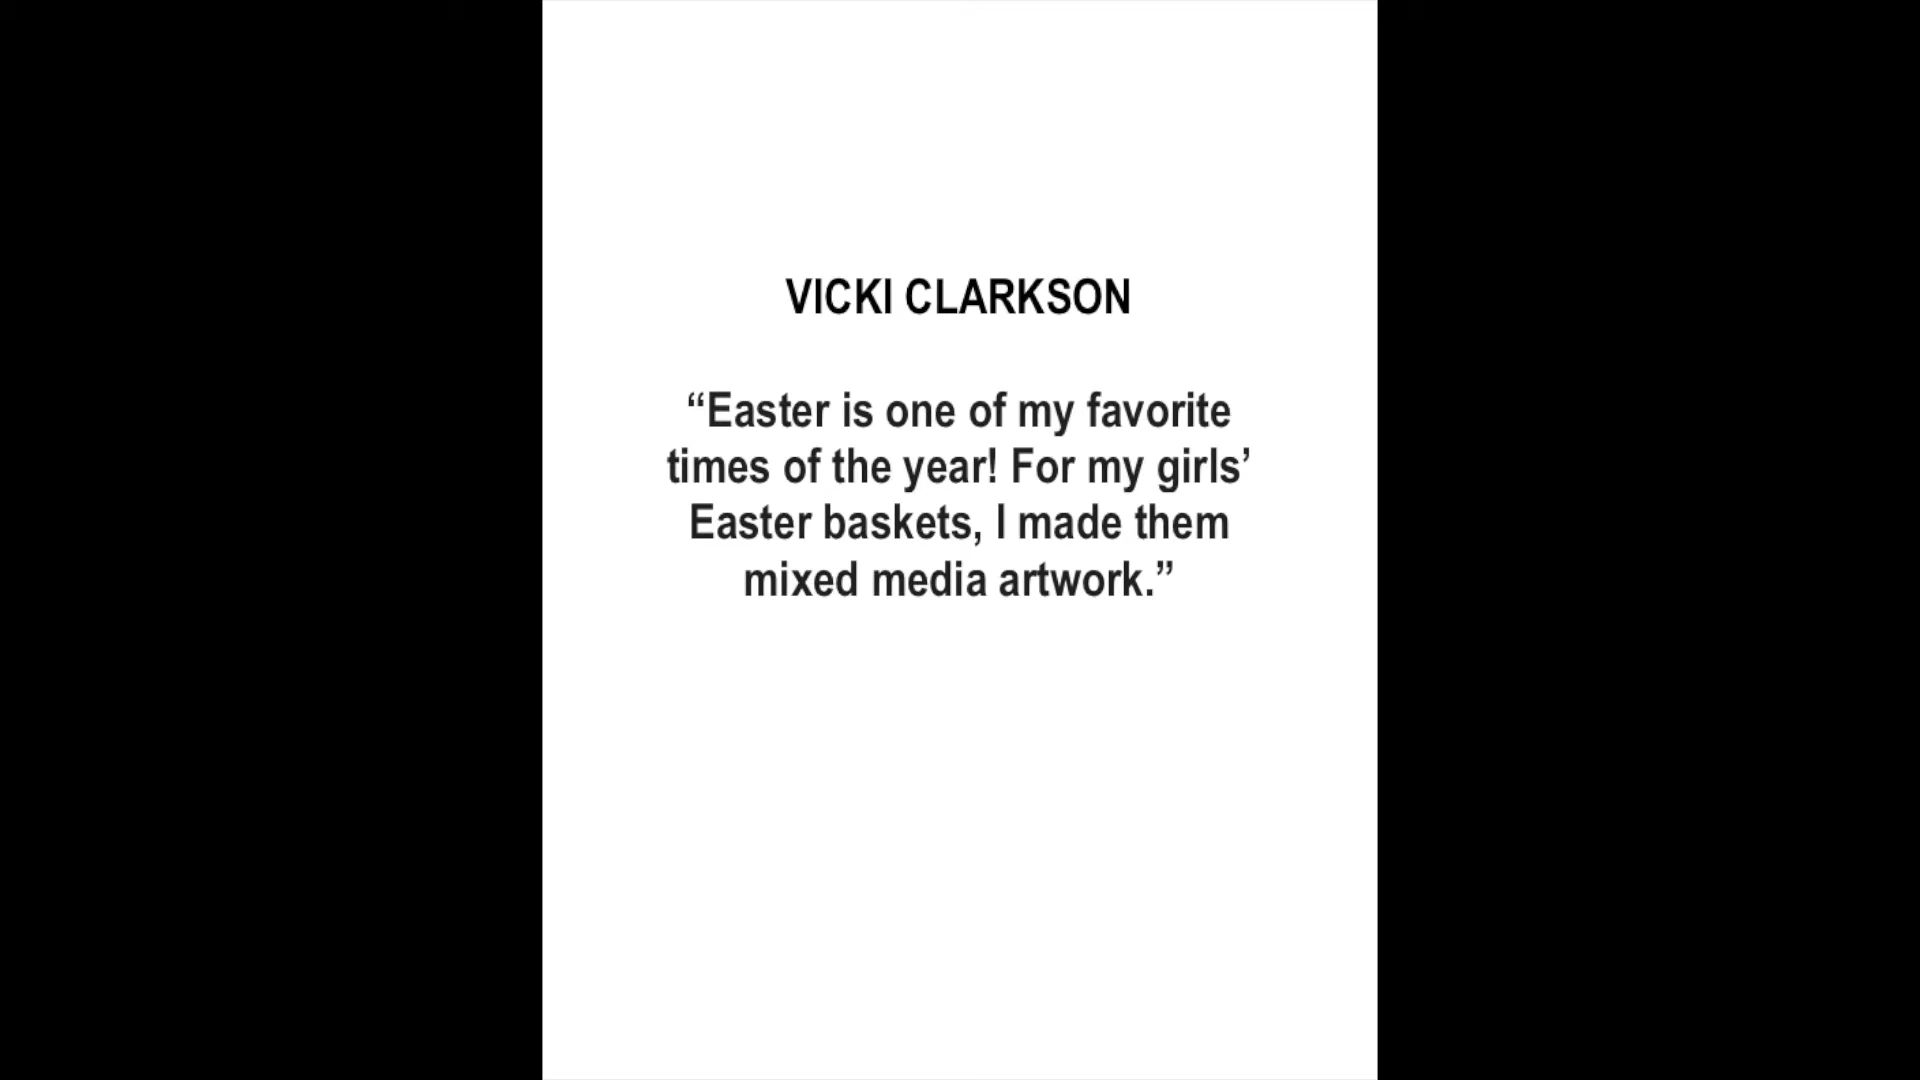 VICKI CLARKSON
“Easter is one of my favorite
times of the year! For my girls’
Easter baskets, I made them
mixed media artwork.”